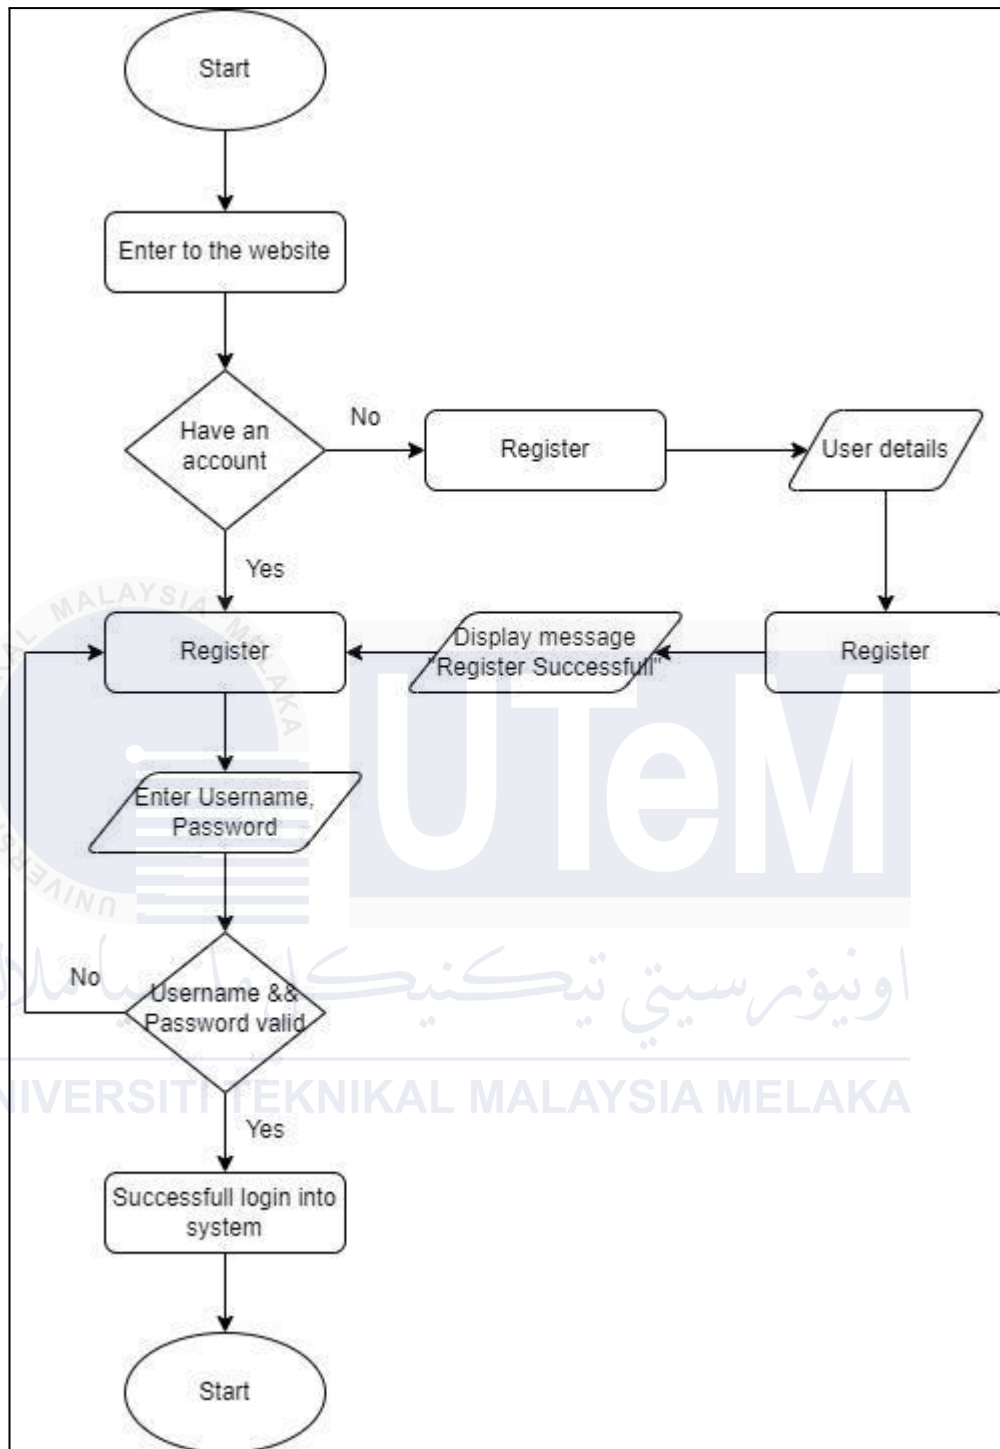 Start
Enter to the website
Have an
account
No
Register
User details
Yes
Register
Display message
"Register Successfull"
Register
Enter Username,
Password
Username &&
Password valid
No
Yes
Successfull login into
system
Start
MALAYSIA MELAKA
UTeM
اونيۏرسيتي تيكنيكل مليسيا ملاك
UNIVERSITI TEKNIKAL MALAYSIA MELAKA